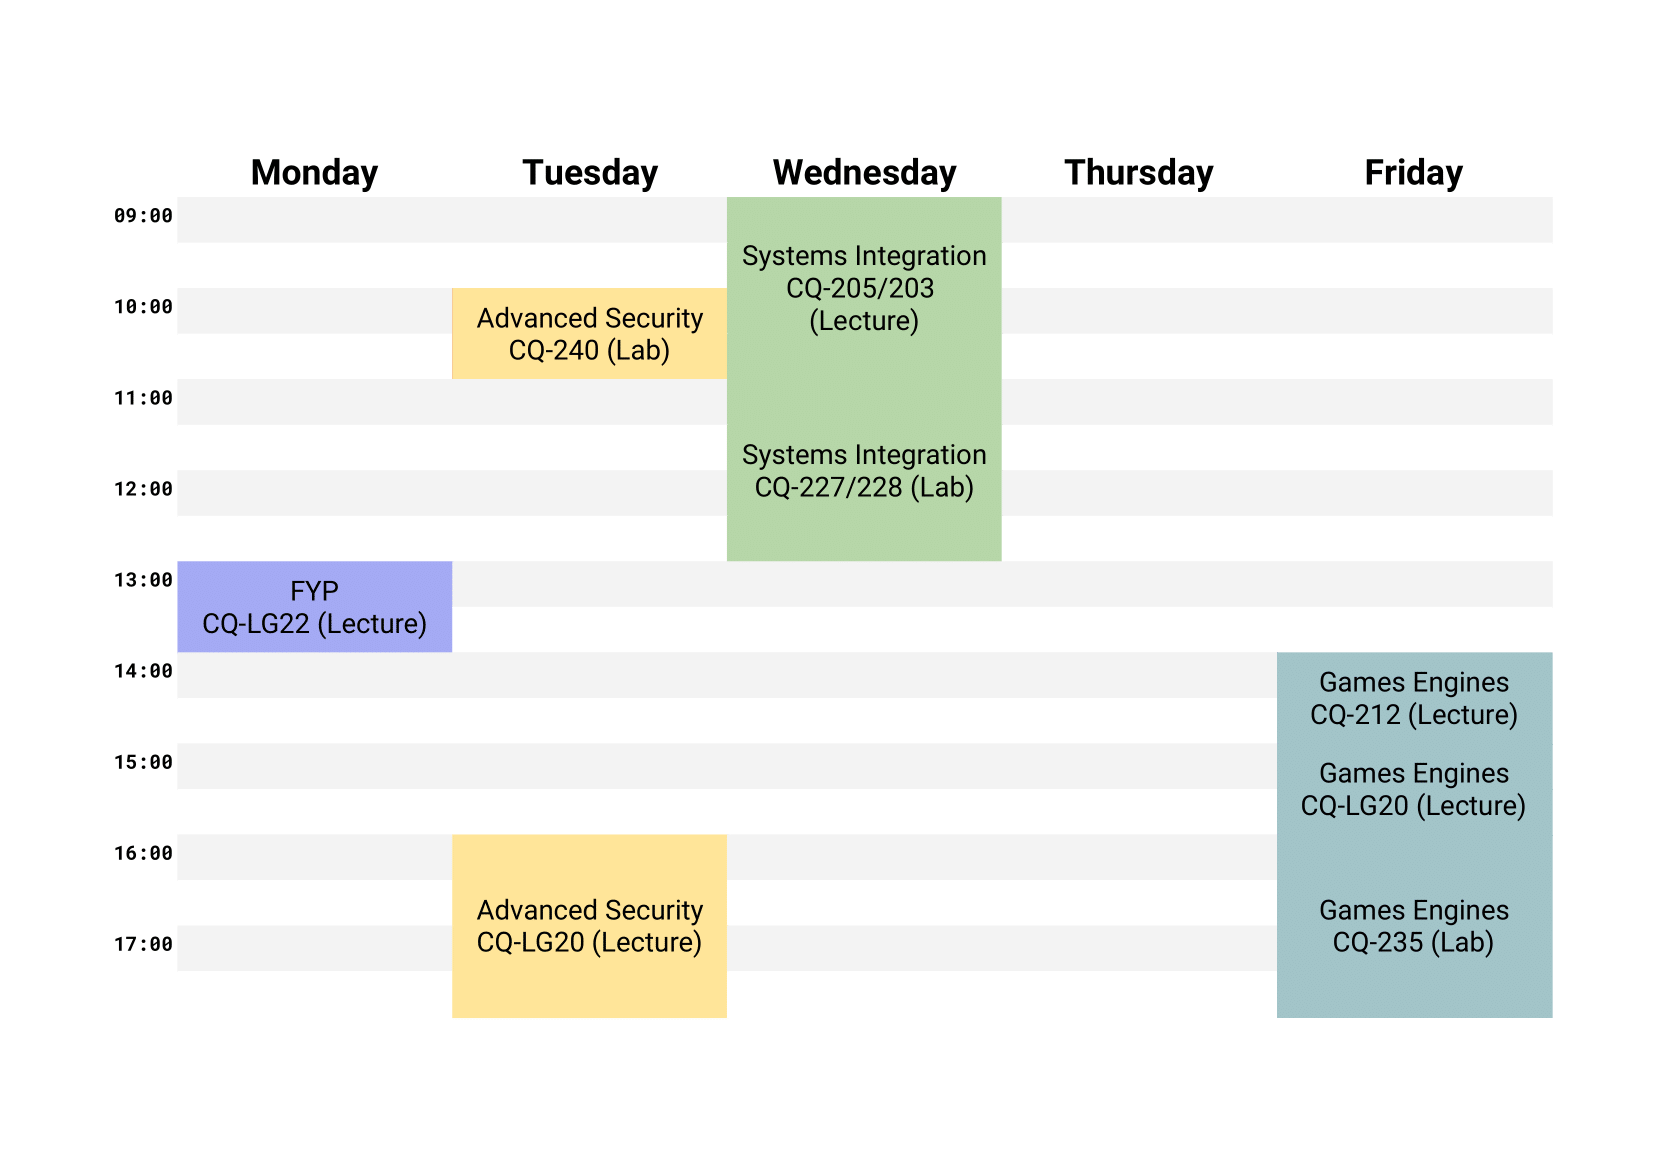 Monday Tuesday Wednesday Thursday Friday
09:00
Systems Integration
CQ-205/203
(Lecture)
10:00
Advanced Security
CQ-240 (Lab)
11:00
Systems Integration
CQ-227/228 (Lab)
12:00
13:00
FYP
CQ-LG22 (Lecture)
14:00
Games Engines
CQ-212 (Lecture)
15:00
Games Engines
CQ-LG20 (Lecture)
16:00
Advanced Security
CQ-LG20 (Lecture)
Games Engines
CQ-235 (Lab)
17:00